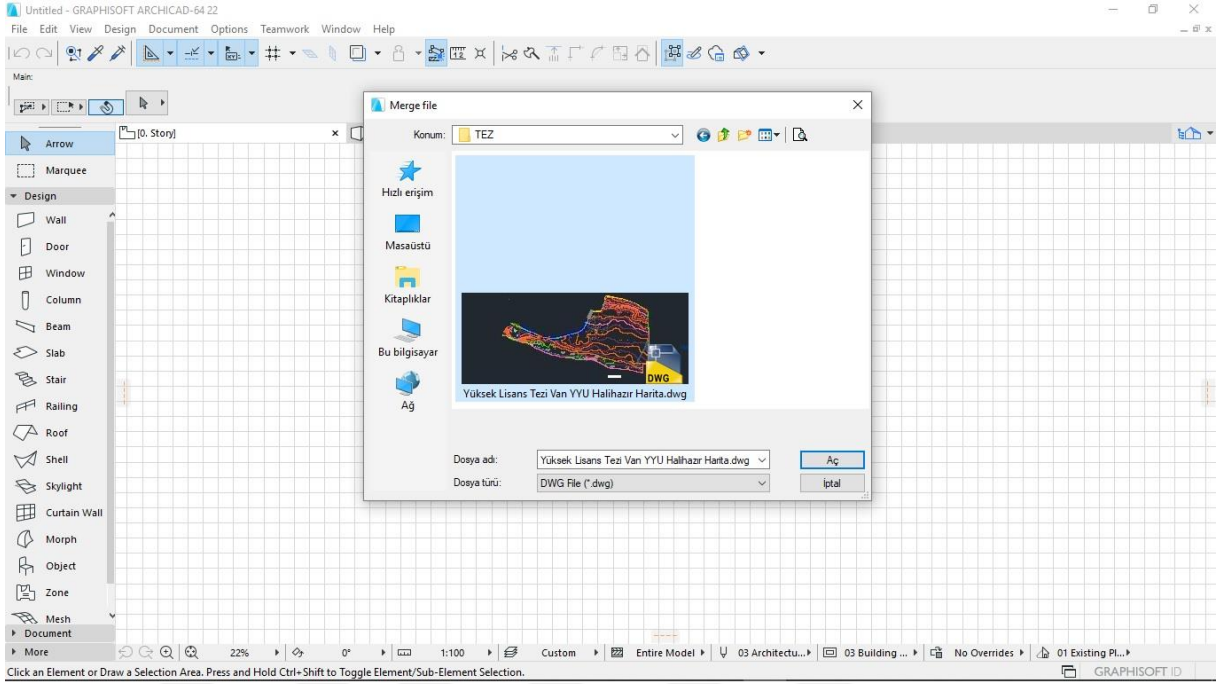 Untitled - GRAPHISOFT ARCHICAD-64 22
File Edit View Design Document Options Teamwork Window Help
Main:
Merge file
Konum: TEZ
[0. Story]
Arrow
Marquee
Design
Wall
Door
Window
Column
Beam
Slab
Stair
Railing
Roof
Shell
Skylight
Curtain Wall
Morph
Object
Zone
Mesh
Document
More
Hızlı erişim
Masaüstü
Kitaplıklar
Bu bilgisayar
Ağ
DWG
Yüksek Lisans Tezi Van YYU Halihazır Harita.dwg
Dosya adı: Yüksek Lisans Tezi Van YYU Halihazır Harita.dwg Aç
Dosya türü: DWG File (*.dwg) İptal
22% 0° 1:100 Custom Entire Model 03 Architectu... 03 Building ... No Overrides 01 Existing Pl...
Click an Element or Draw a Selection Area. Press and Hold Ctrl+Shift to Toggle Element/Sub-Element Selection.
GRAPHISOFT ID